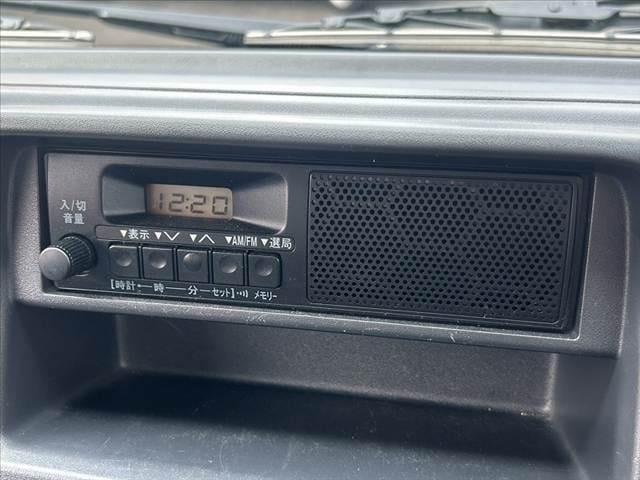 12:20
入/切
音量
▼表示 ▼∨ ▼∧ ▼AM/FM ▼選局
[時計: 時 分 セット]・))) メモリー